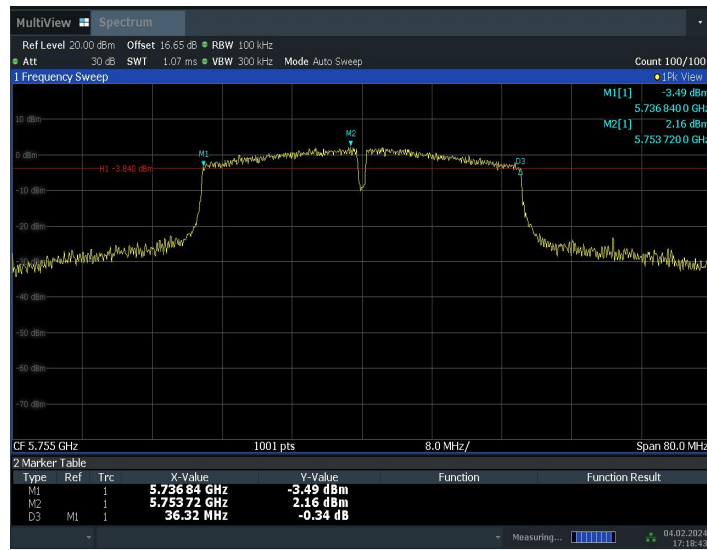 MultiView Spectrum
Ref Level 20.00 dBm Offset 16.65 dB RBW 100 kHz
Att 30 dB SWT 1.07 ms VBW 300 kHz Mode Auto Sweep Count 100/100
1 Frequency Sweep 1Pk View
M1[1] -3.49 dBm
5.736 840 0 GHz
M2[1] 2.16 dBm
5.753 720 0 GHz
10 dBm
M2
0 dBm
M1
D3
H1 -3.840 dBm
-10 dBm
-20 dBm
-30 dBm
-40 dBm
-50 dBm
-60 dBm
-70 dBm
CF 5.755 GHz 1001 pts 8.0 MHz/ Span 80.0 MHz
2 Marker Table
Type Ref Trc X-Value Y-Value Function Function Result
M1 1 5.736 84 GHz -3.49 dBm
M2 1 5.753 72 GHz 2.16 dBm
D3 M1 1 36.32 MHz -0.34 dB
Measuring... 04.02.2024
17:18:43